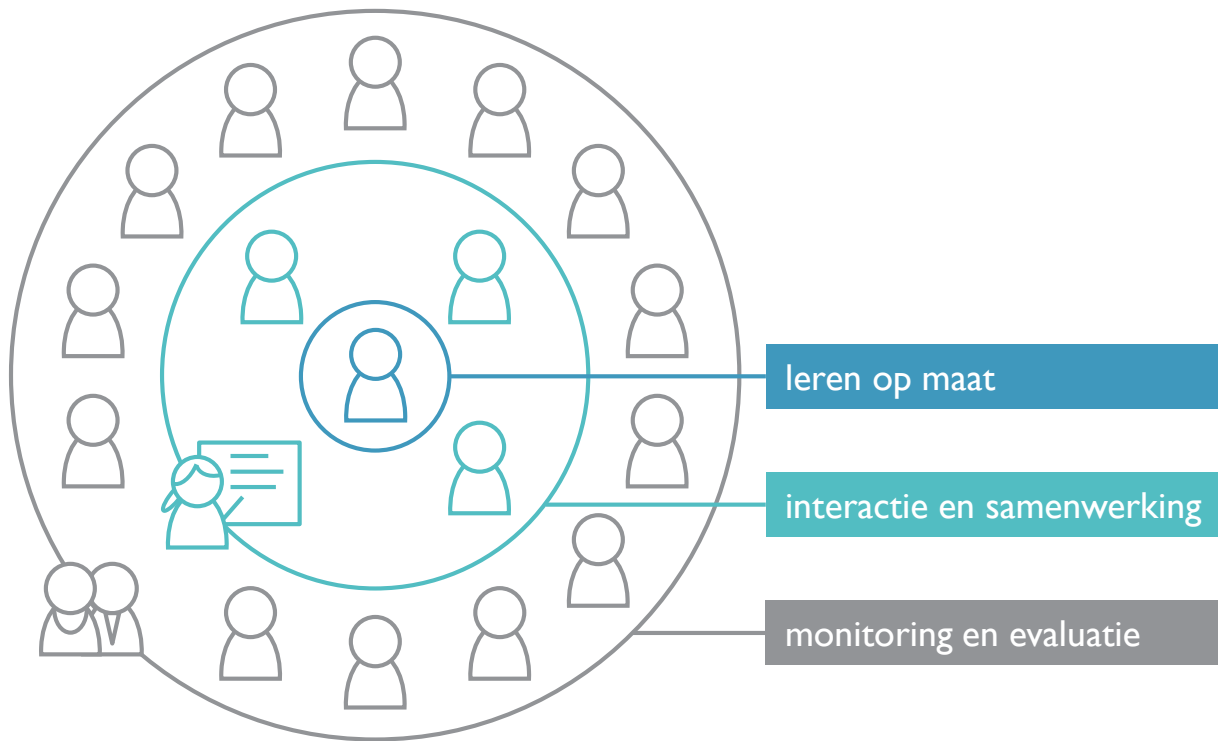 leren op maat
interactie en samenwerking
monitoring en evaluatie